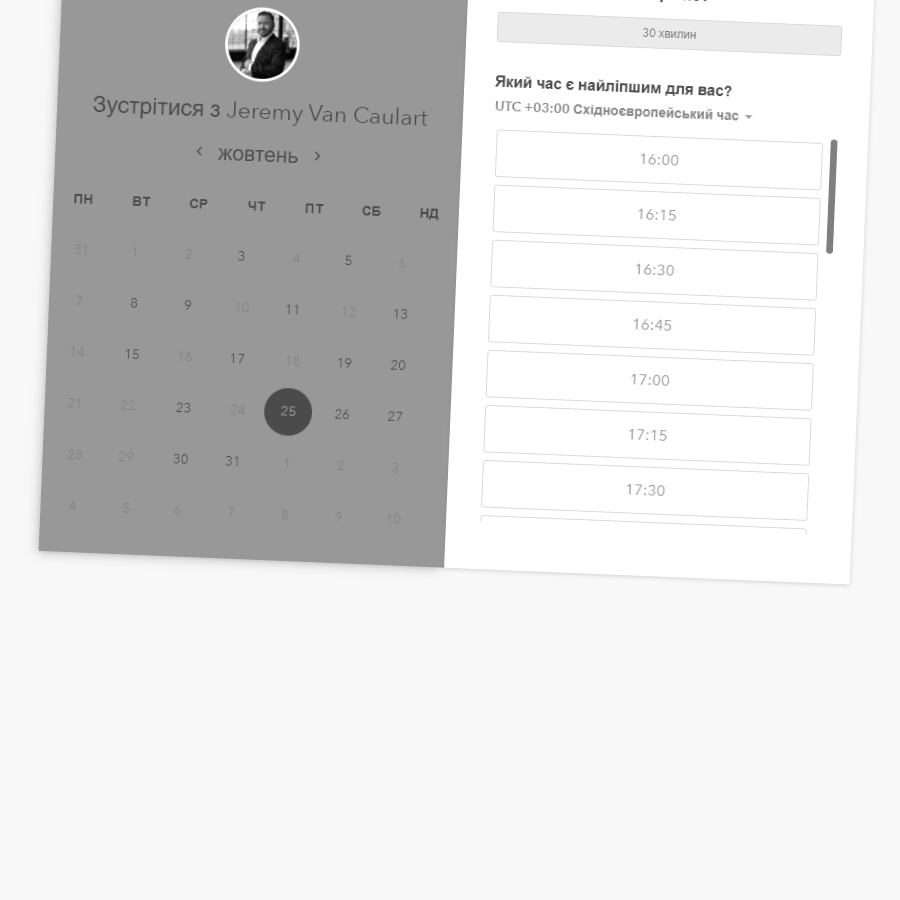 Зустрітися з Jeremy Van Caulart
жовтень
ПН ВТ СР ЧТ ПТ СБ НД
31 1 2 3 4 5 6
7 8 9 10 11 12 13
14 15 16 17 18 19 20
21 22 23 24 25 26 27
28 29 30 31 1 2 3
4 5 6 7 8 9 10
30 хвилин
Який час є найліпшим для вас?
UTC +03:00 Східноєвропейський час
16:00
16:15
16:30
16:45
17:00
17:15
17:30